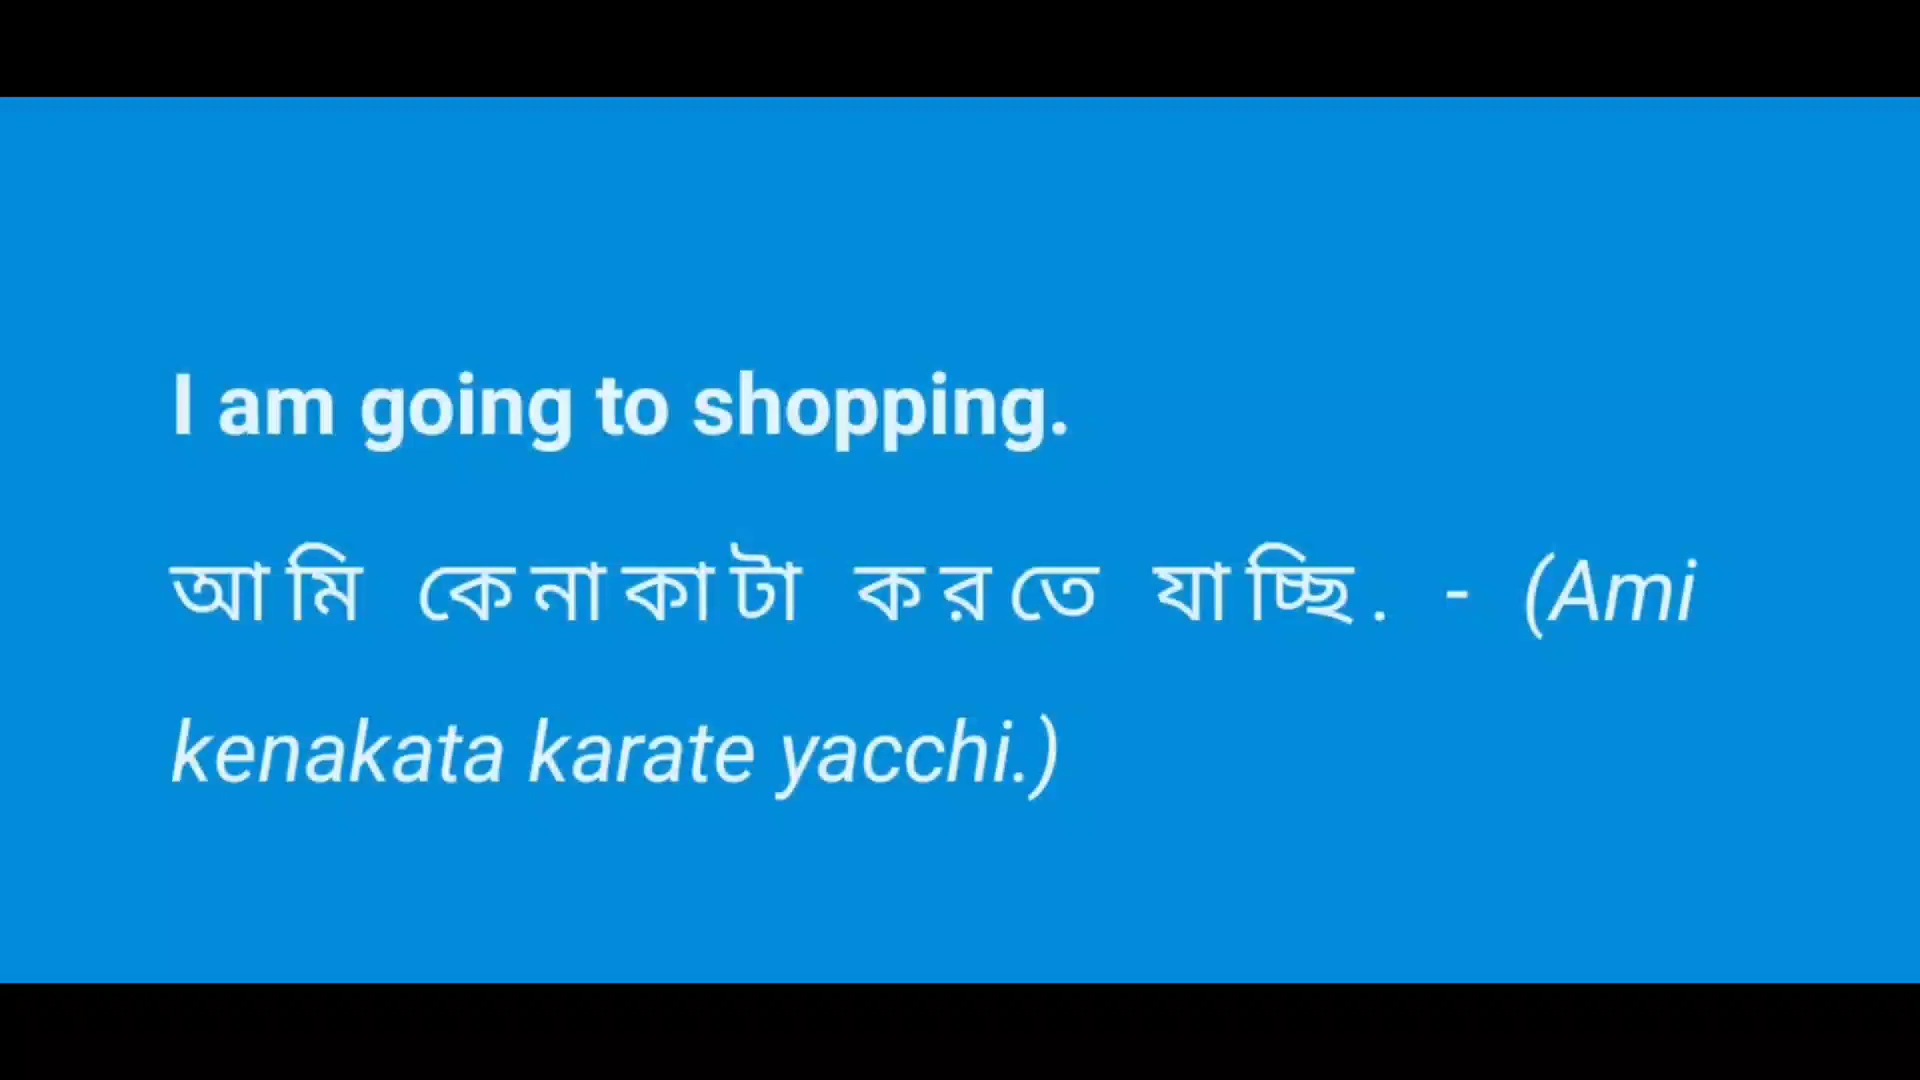 I am going to shopping.
আমি কেনাকাটা করতে যাচ্ছি. - (Ami
kenakata karate yacchi.)